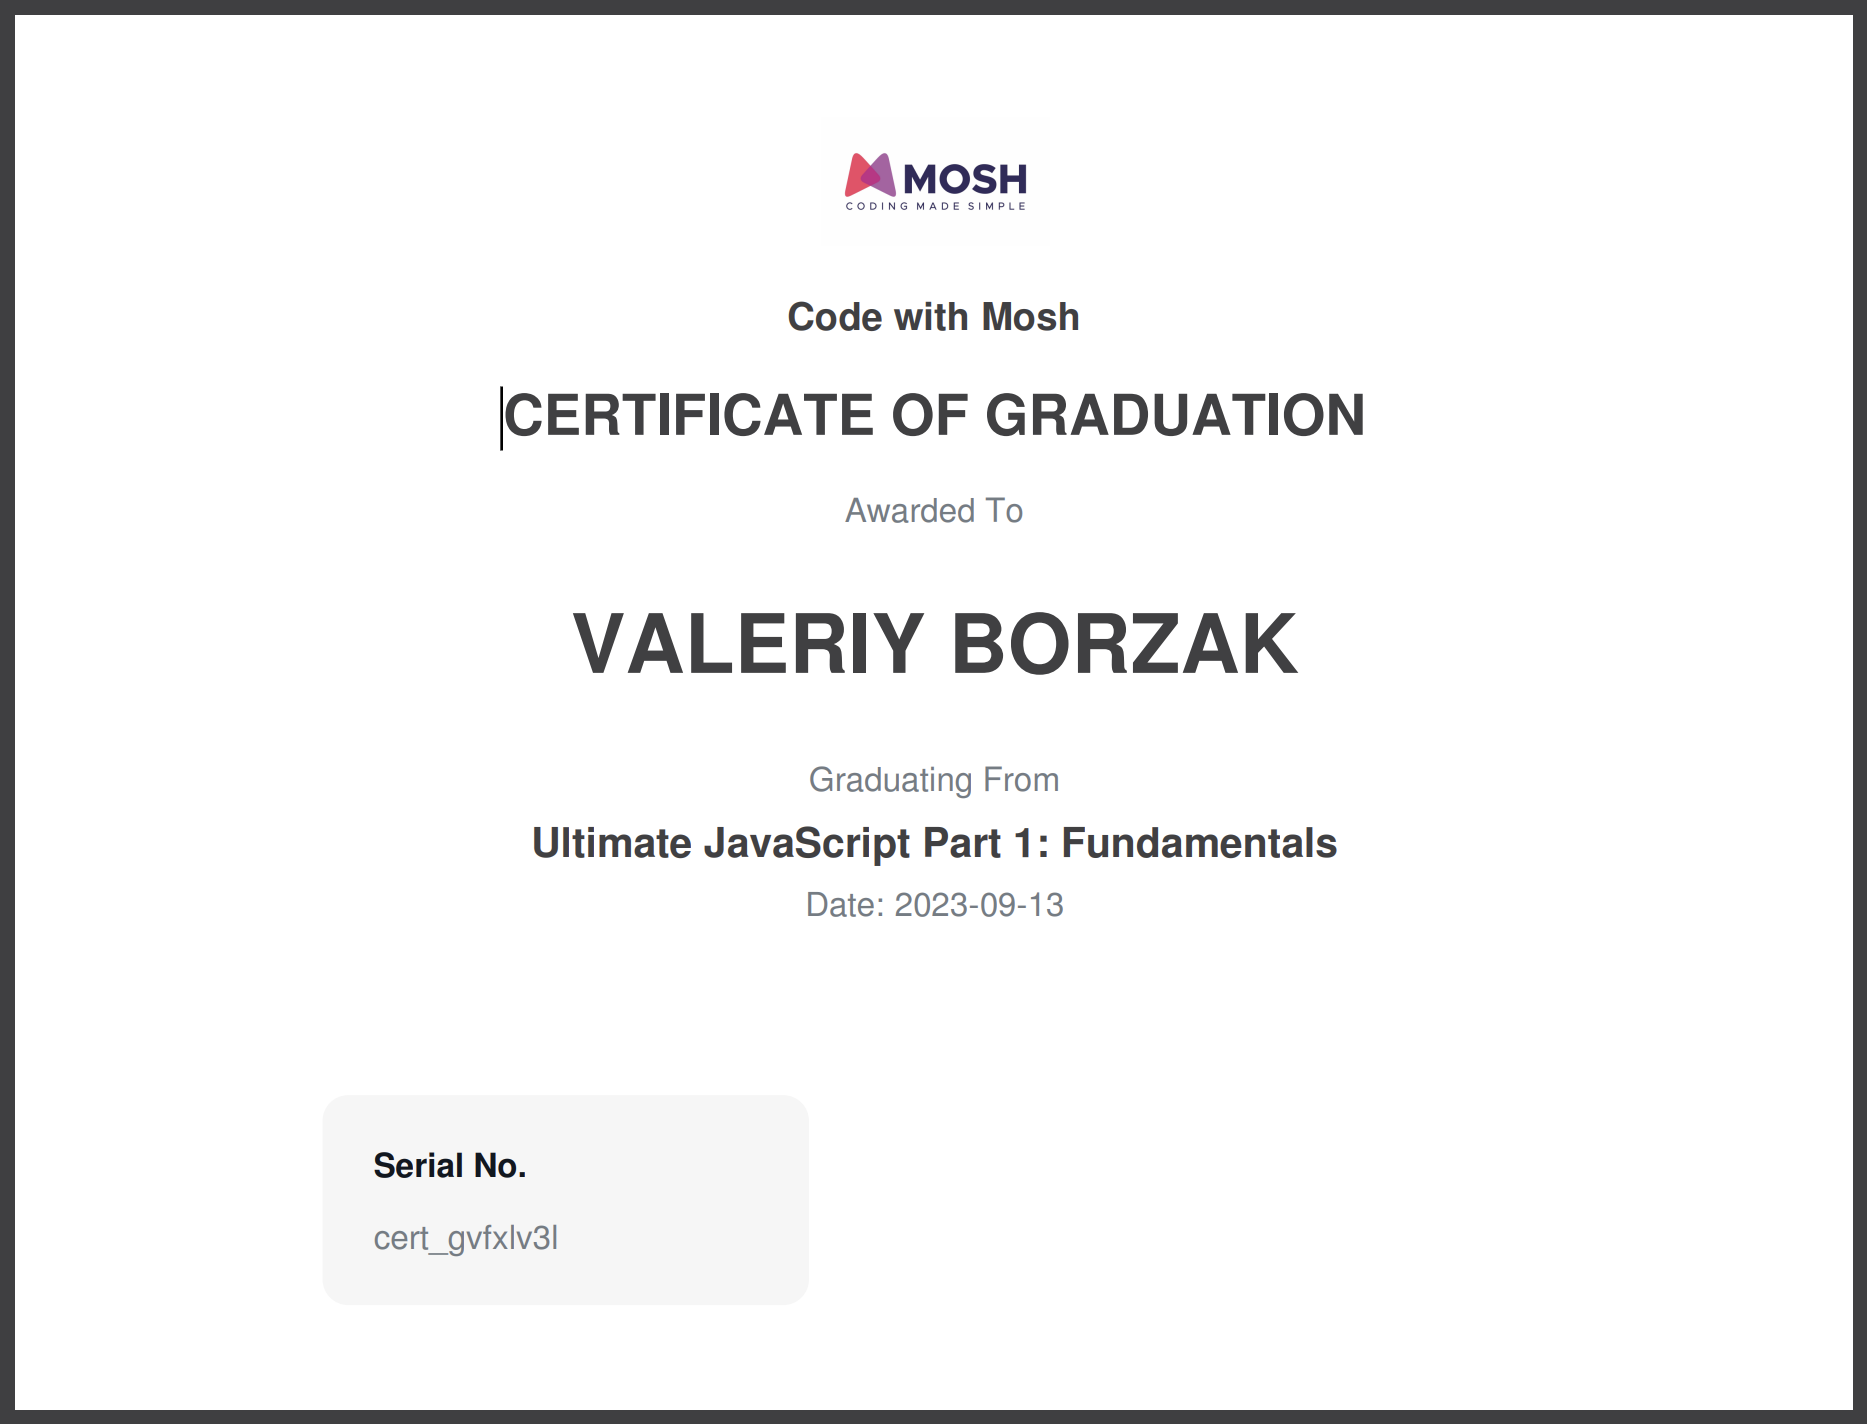 MOSH
CODING MADE SIMPLE
Code with Mosh
CERTIFICATE OF GRADUATION
Awarded To
VALERIY BORZAK
Graduating From
Ultimate JavaScript Part 1: Fundamentals
Date: 2023-09-13
Serial No.
cert_gvfxlv3l